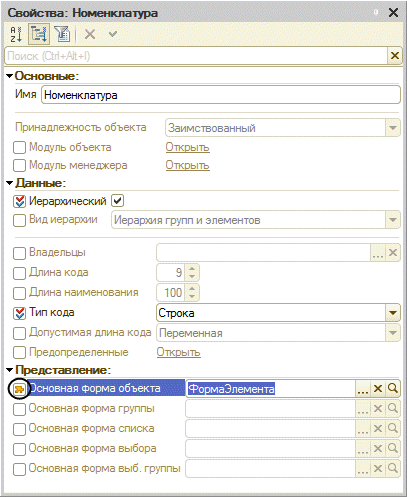 Свойства: Номенклатура
Поиск (Ctrl+Alt+I)
Основные:
Имя Номенклатура
Принадлежность объекта Заимствованный
Модуль объекта Открыть
Модуль менеджера Открыть
Данные:
Иерархический
Вид иерархии Иерархия групп и элементов
Владельцы ...
Длина кода 9
Длина наименования 100
Тип кода Строка
Допустимая длина кода Переменная
Предопределенные Открыть
Представление:
Основная форма объекта ФормаЭлемента ...
Основная форма группы ...
Основная форма списка ...
Основная форма выбора ...
Основная форма выб. группы ...